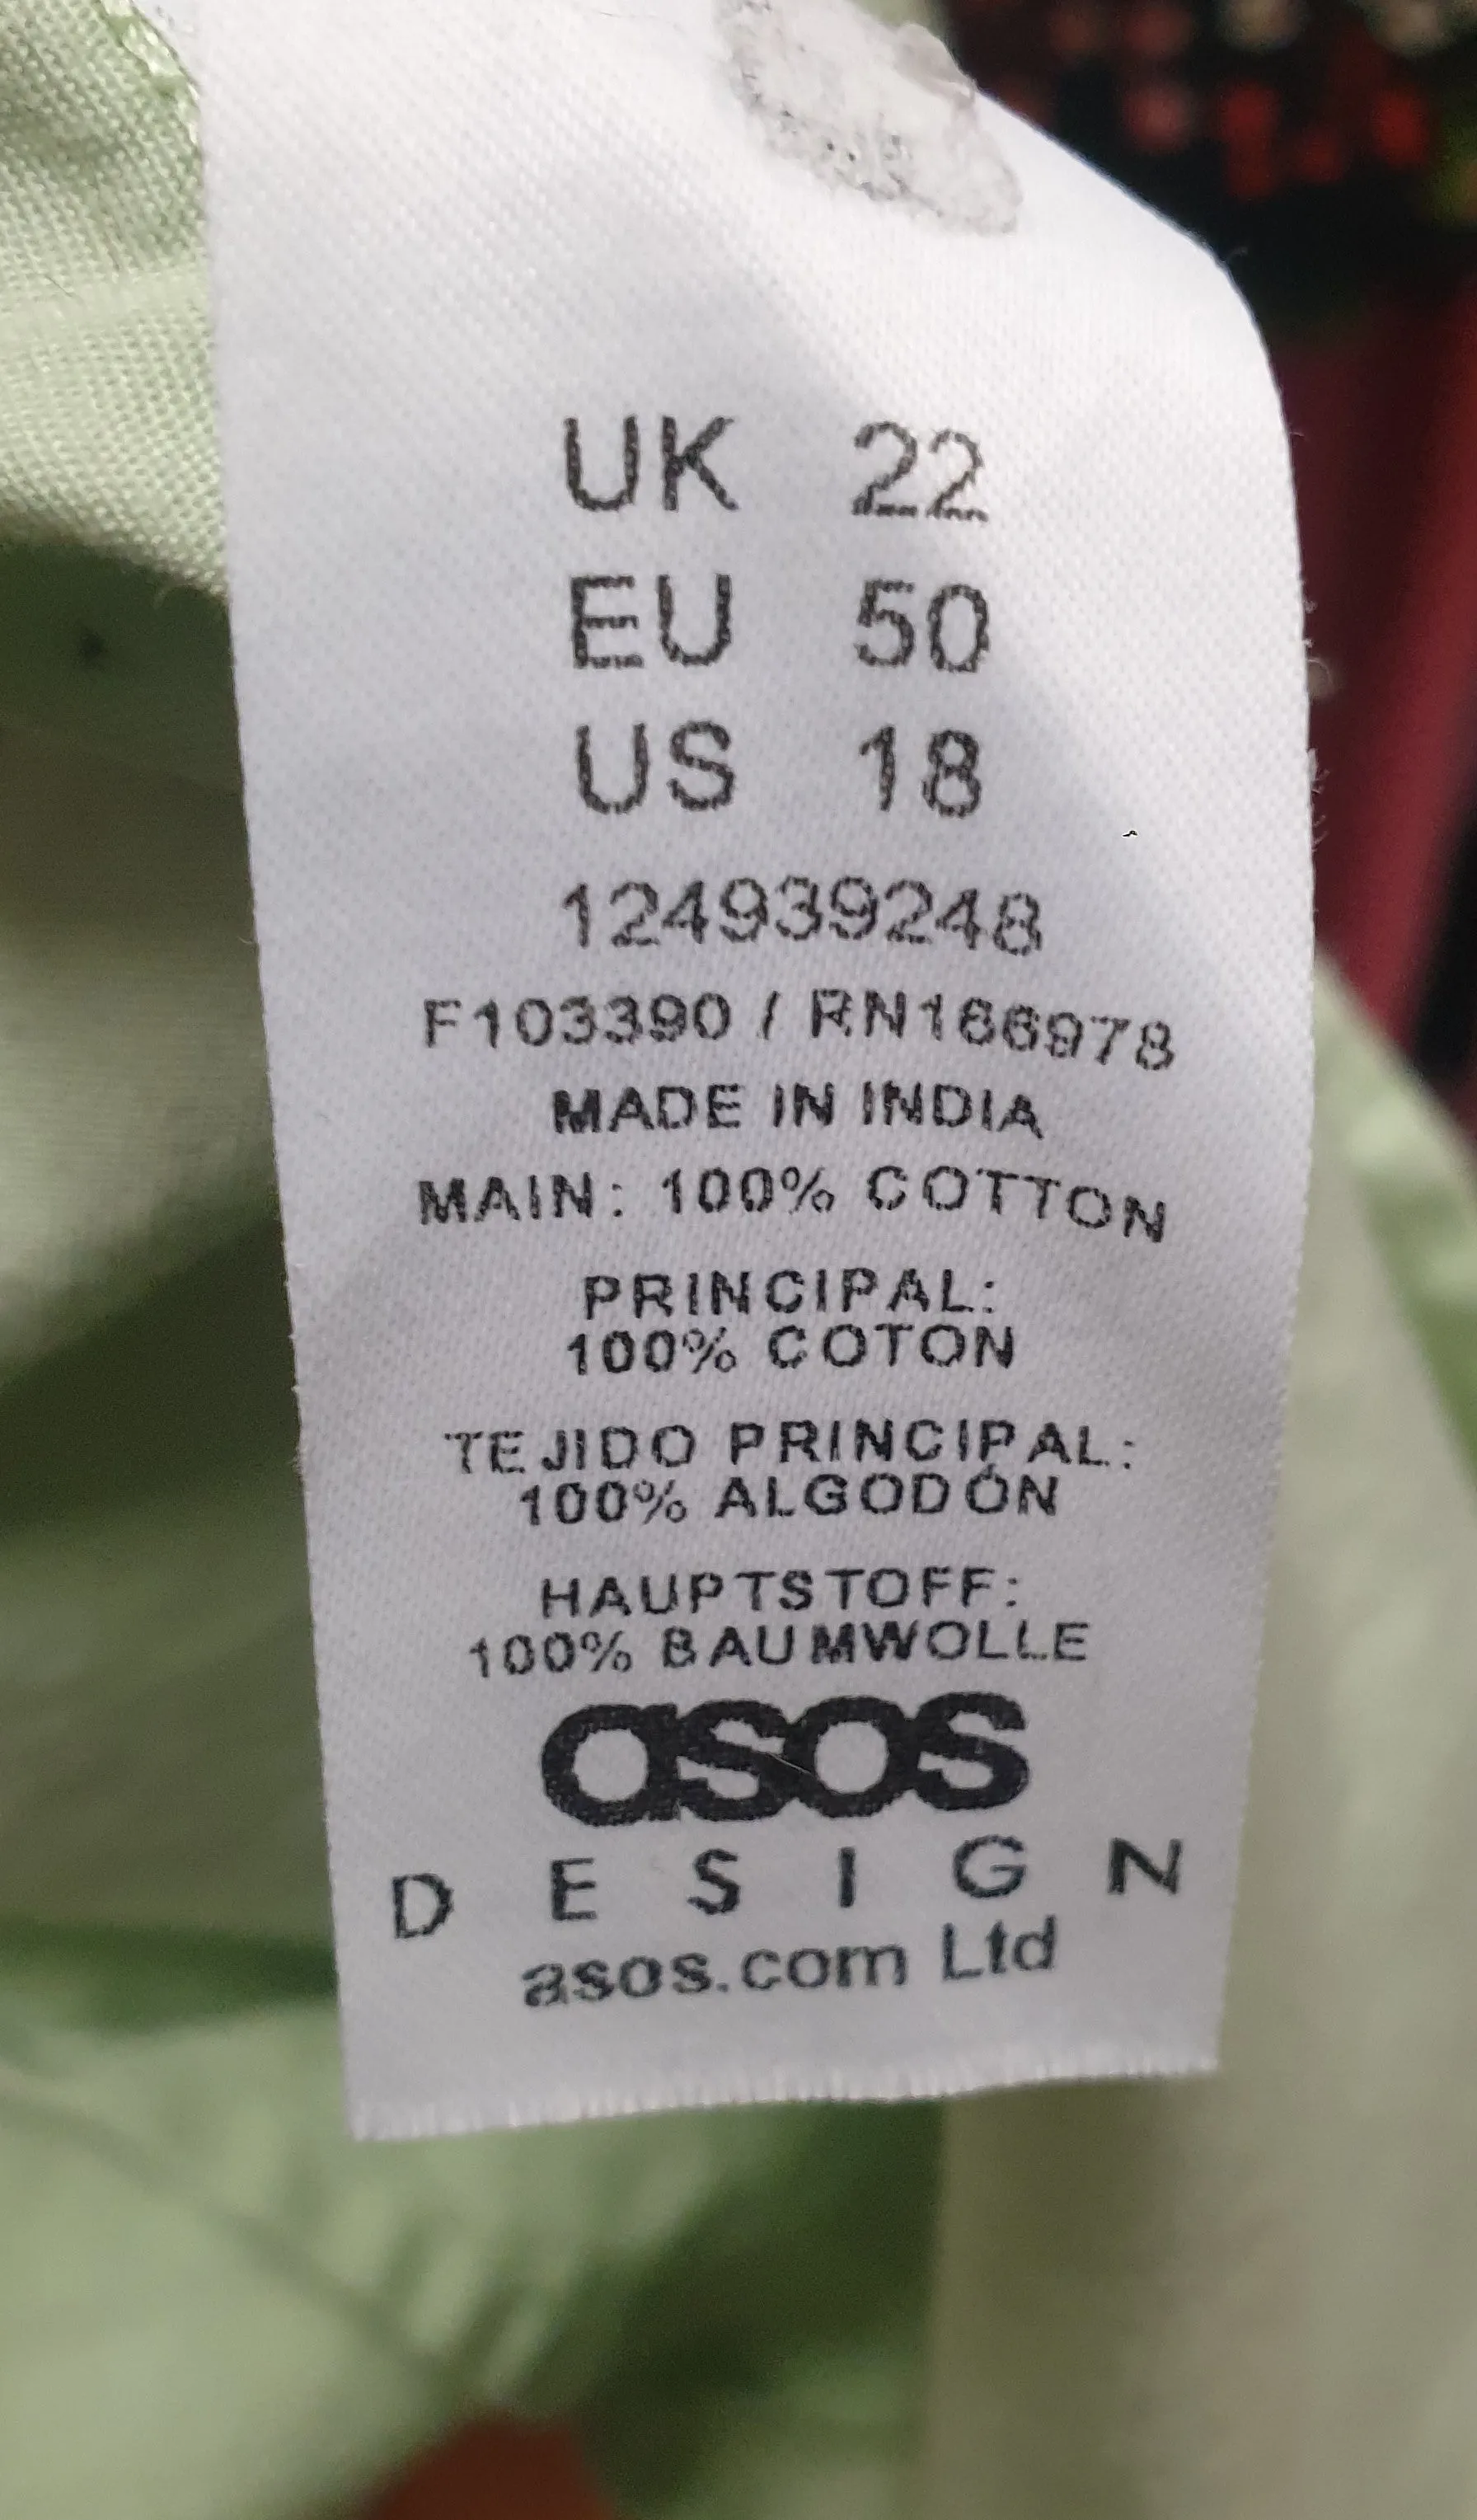 UK 22
EU 50
US 18
124939248
F103390 / RN166978
MADE IN INDIA
MAIN: 100% COTTON
PRINCIPAL:
100% COTON
TEJIDO PRINCIPAL:
100% ALGODÓN
HAUPTSTOFF:
100% BAUMWOLLE
asos
DESIGN
asos.com Ltd